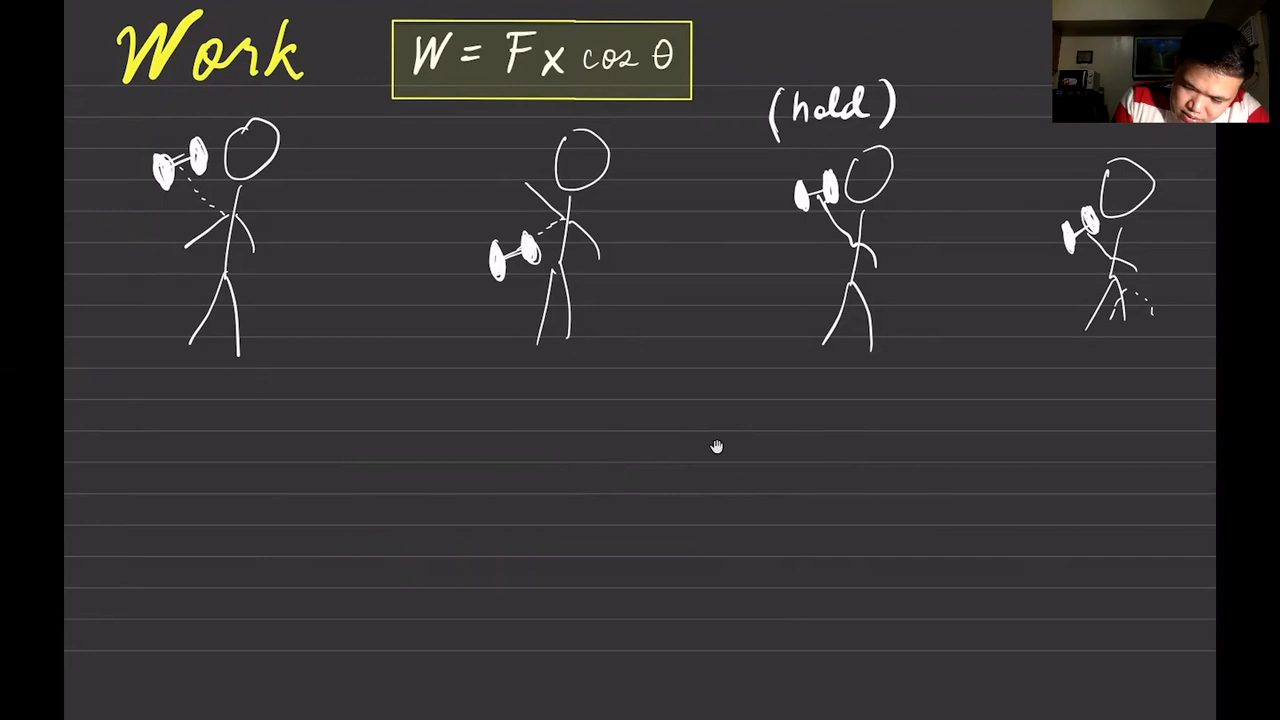 Work
W = Fx cos θ
(hold)